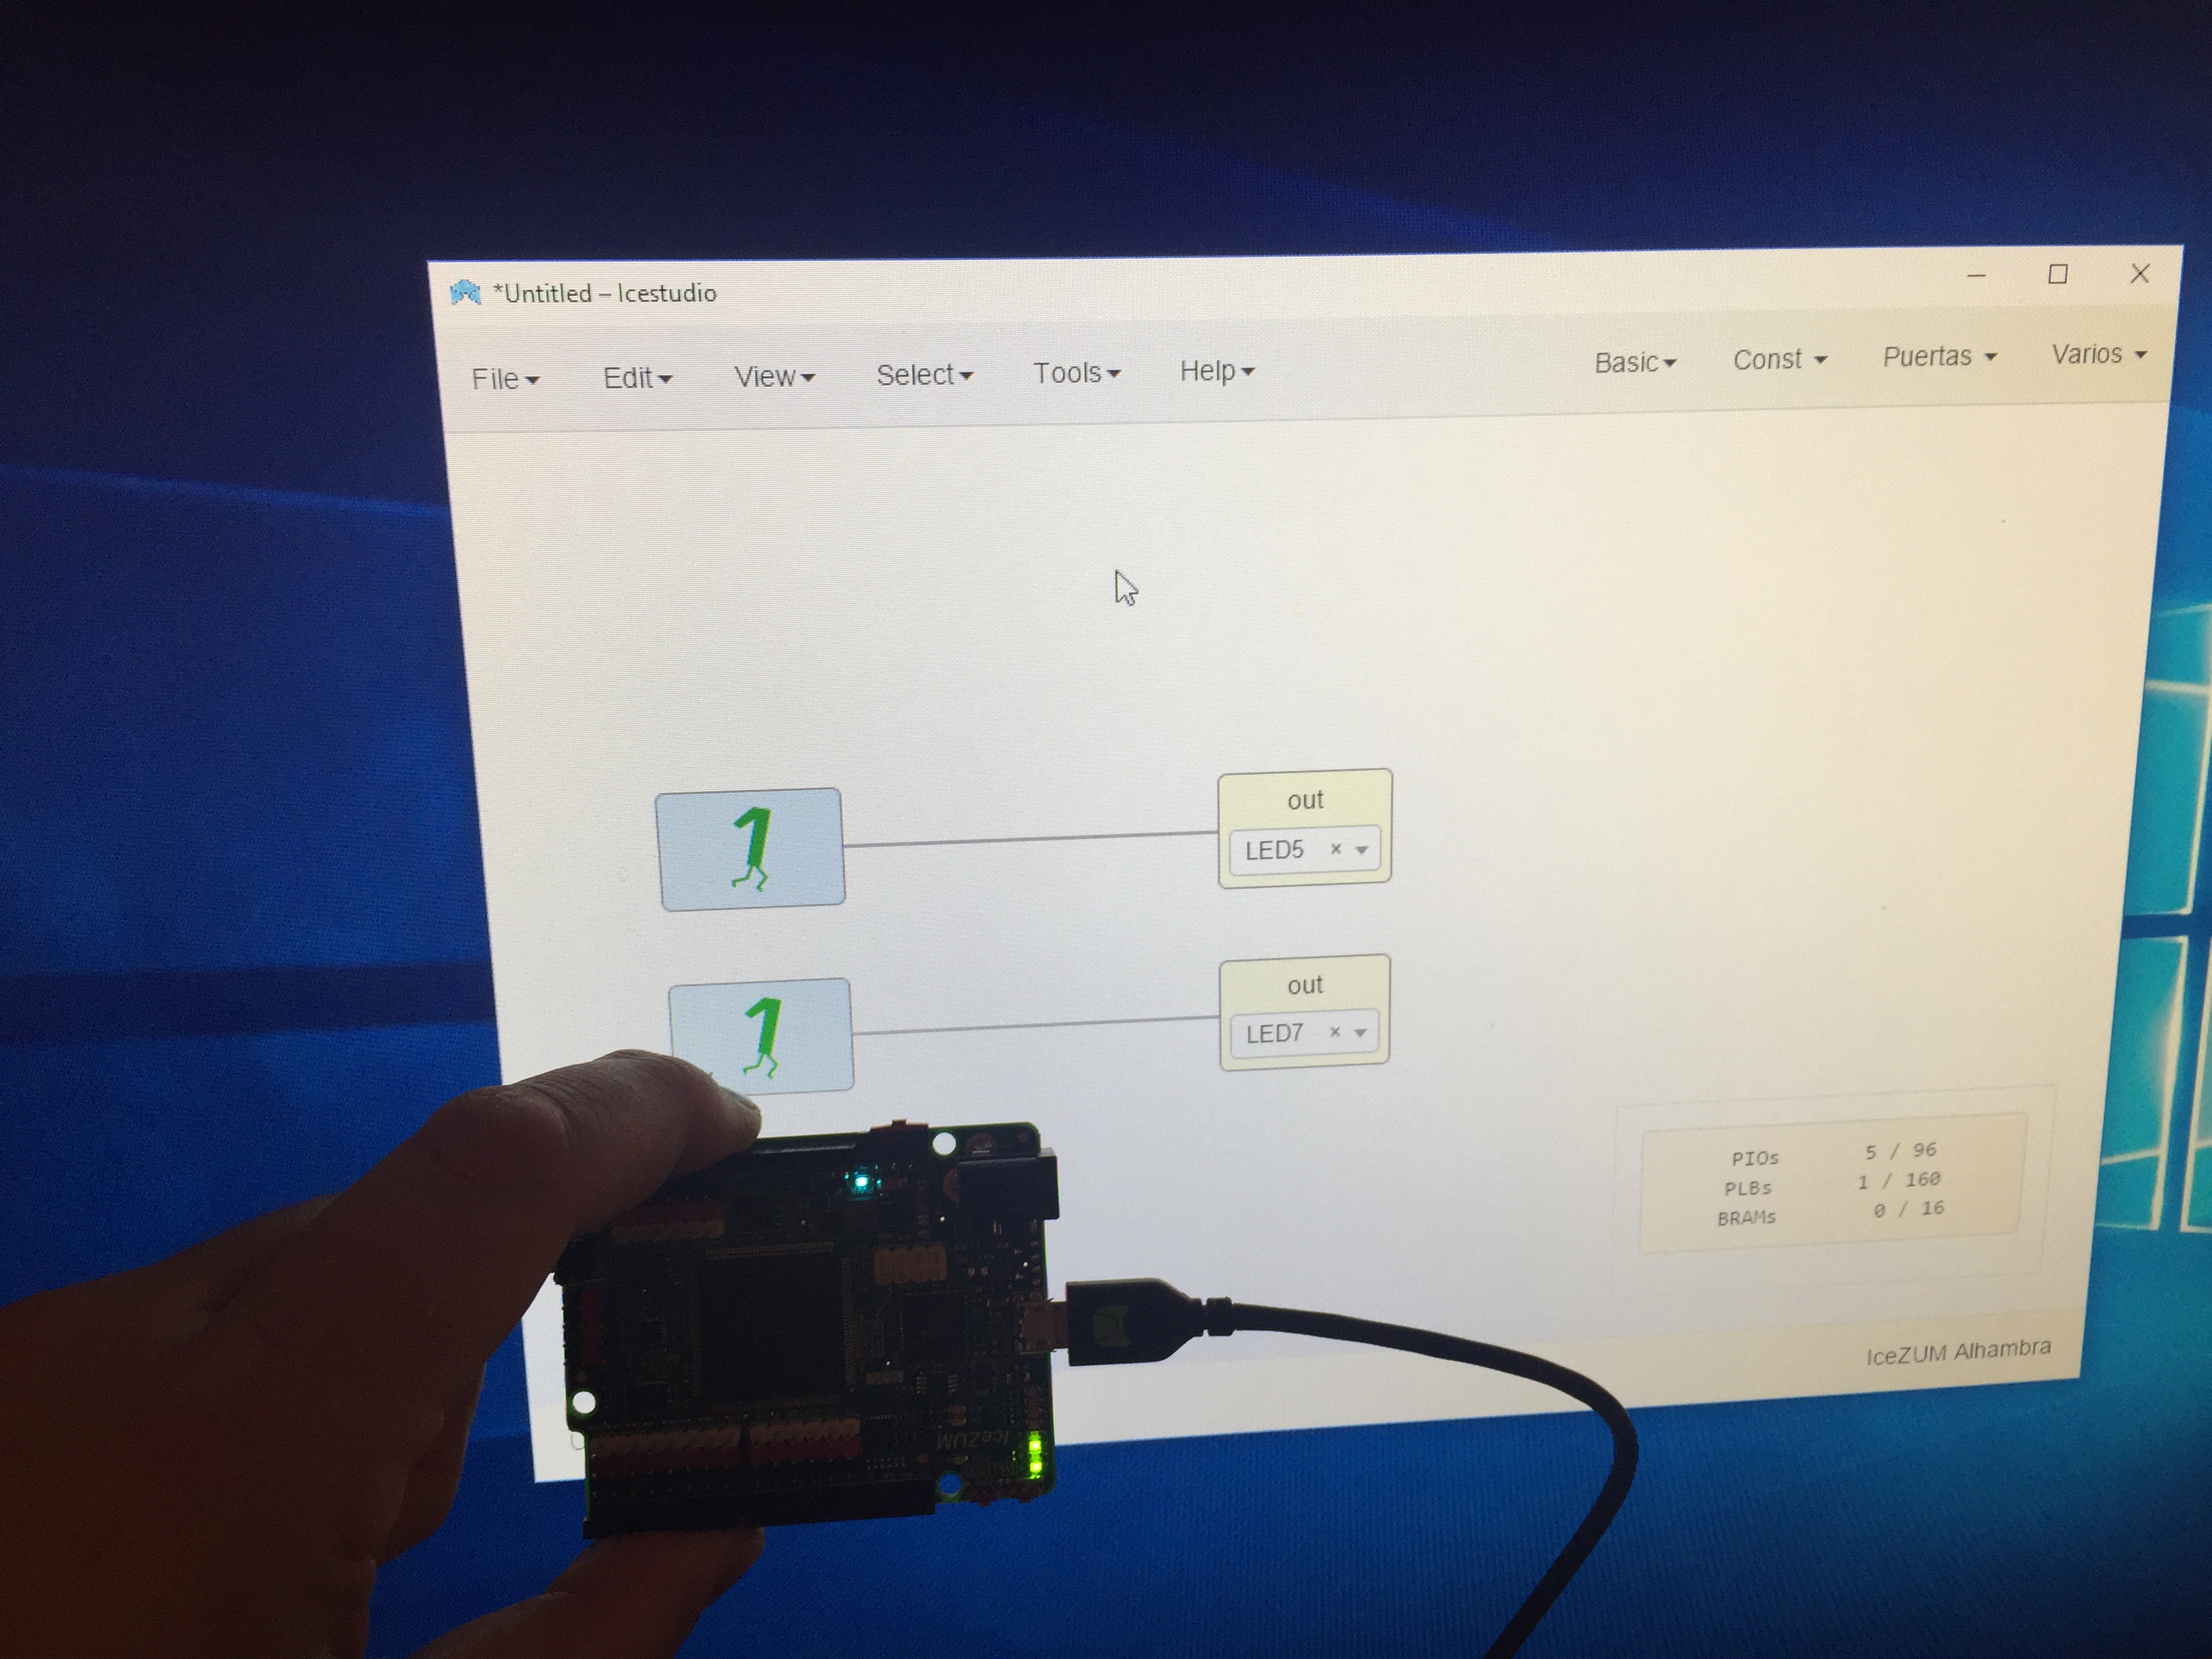 *Untitled – Icestudio
File Edit View Select Tools Help Basic Const Puertas Varios
1
out
LED5 ×
1
out
LED7 ×
PIOs 5 / 96
PLBs 1 / 160
BRAMs 0 / 16
IceZUM Alhambra
IceZUM